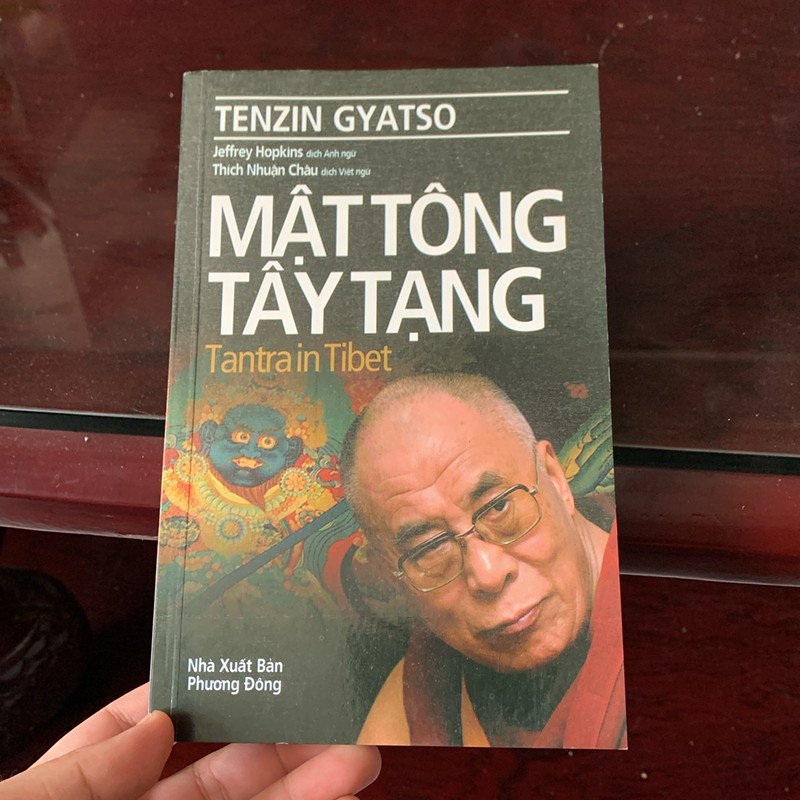 TENZIN GYATSO
Jeffrey Hopkins dịch Anh ngữ
Thích Nhuận Châu dịch Việt ngữ
MẬT TÔNG
TÂY TẠNG
Tantra in Tibet
Nhà Xuất Bản
Phương Đông